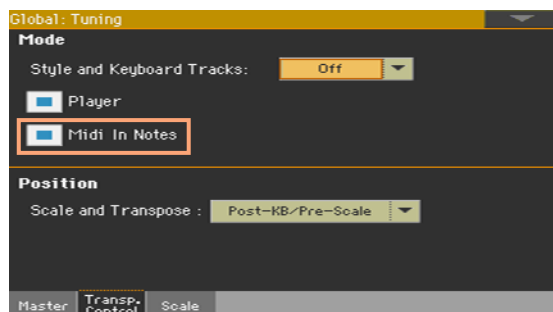 Global: Tuning
Mode
Style and Keyboard Tracks: Off
Player
Midi In Notes
Position
Scale and Transpose : Post-KB/Pre-Scale
Master Transp. Control Scale